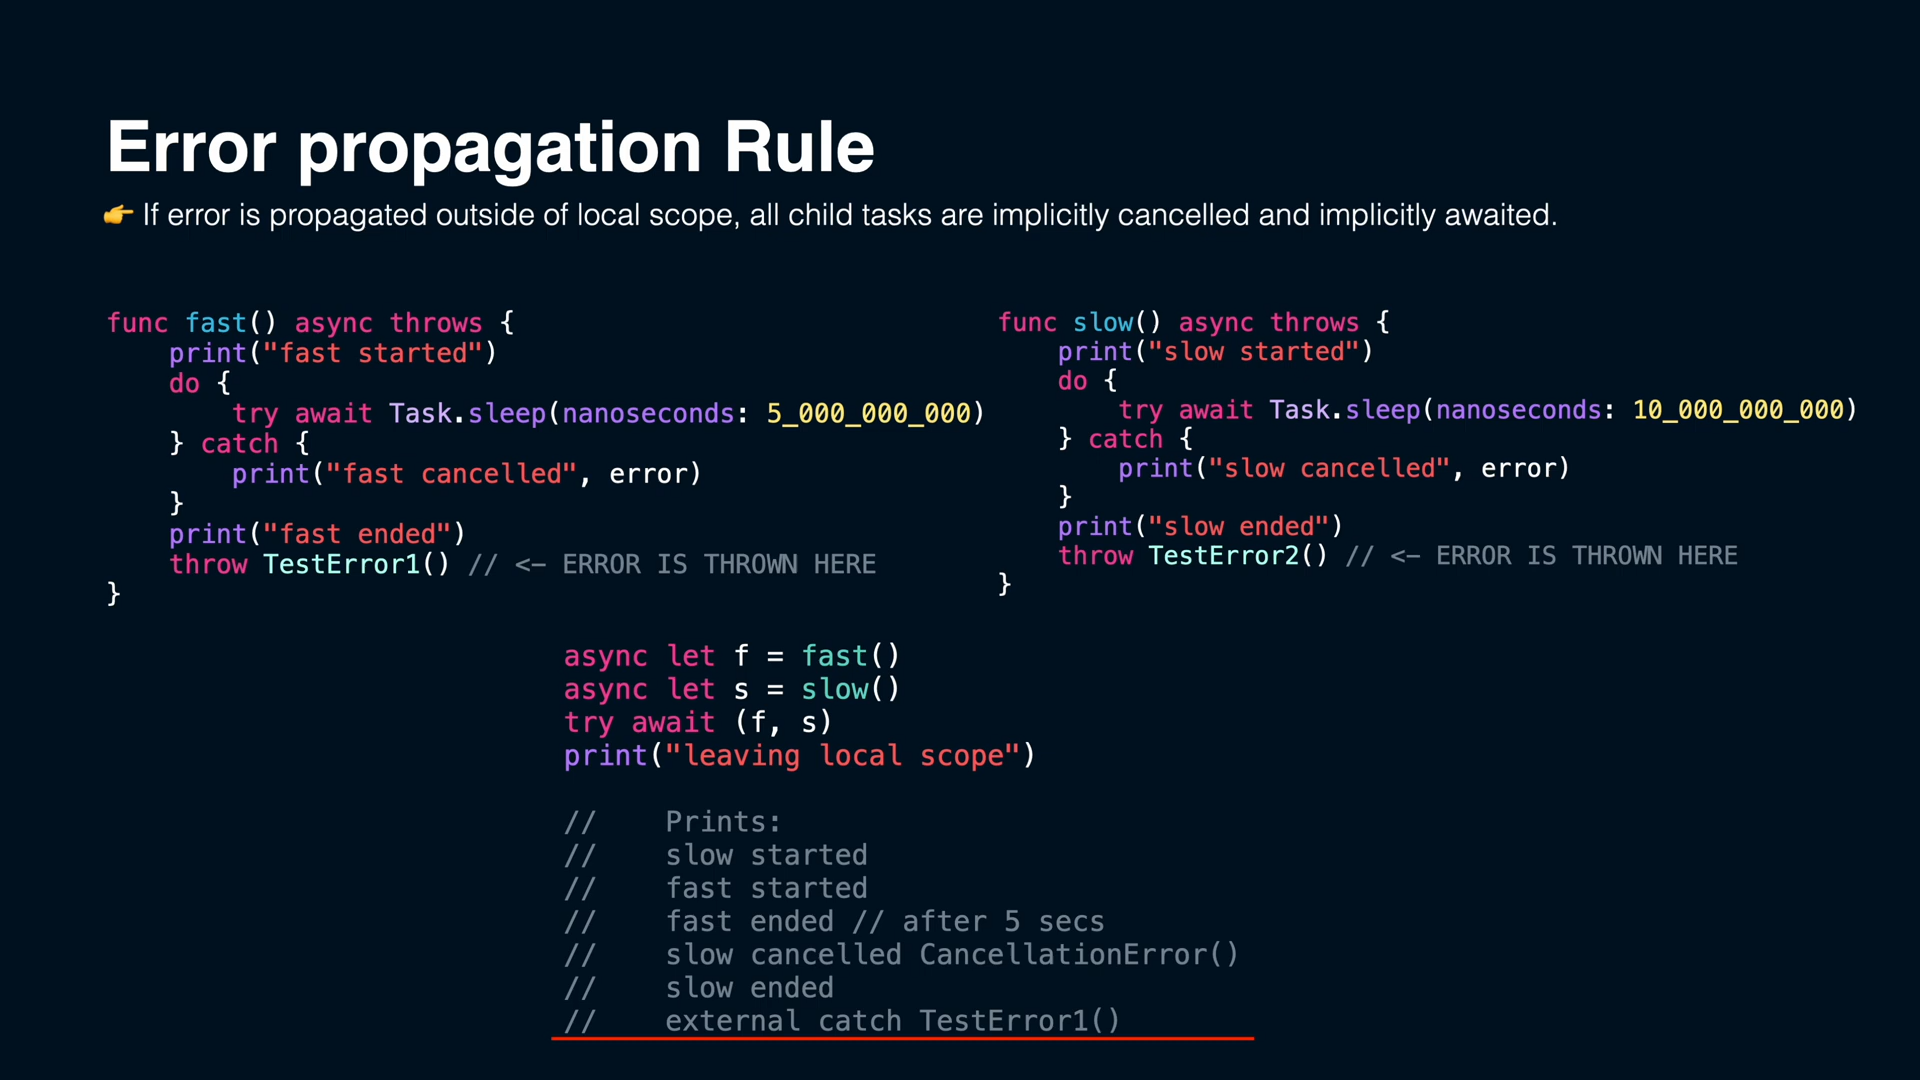 Error propagation Rule
👉 If error is propagated outside of local scope, all child tasks are implicitly cancelled and implicitly awaited.
func fast() async throws {
    print("fast started")
    do {
        try await Task.sleep(nanoseconds: 5_000_000_000)
    } catch {
        print("fast cancelled", error)
    }
    print("fast ended")
    throw TestError1() // <- ERROR IS THROWN HERE
}
func slow() async throws {
    print("slow started")
    do {
        try await Task.sleep(nanoseconds: 10_000_000_000)
    } catch {
        print("slow cancelled", error)
    }
    print("slow ended")
    throw TestError2() // <- ERROR IS THROWN HERE
}
async let f = fast()
async let s = slow()
try await (f, s)
print("leaving local scope")
//    Prints:
//    slow started
//    fast started
//    fast ended // after 5 secs
//    slow cancelled CancellationError()
//    slow ended
//    external catch TestError1()